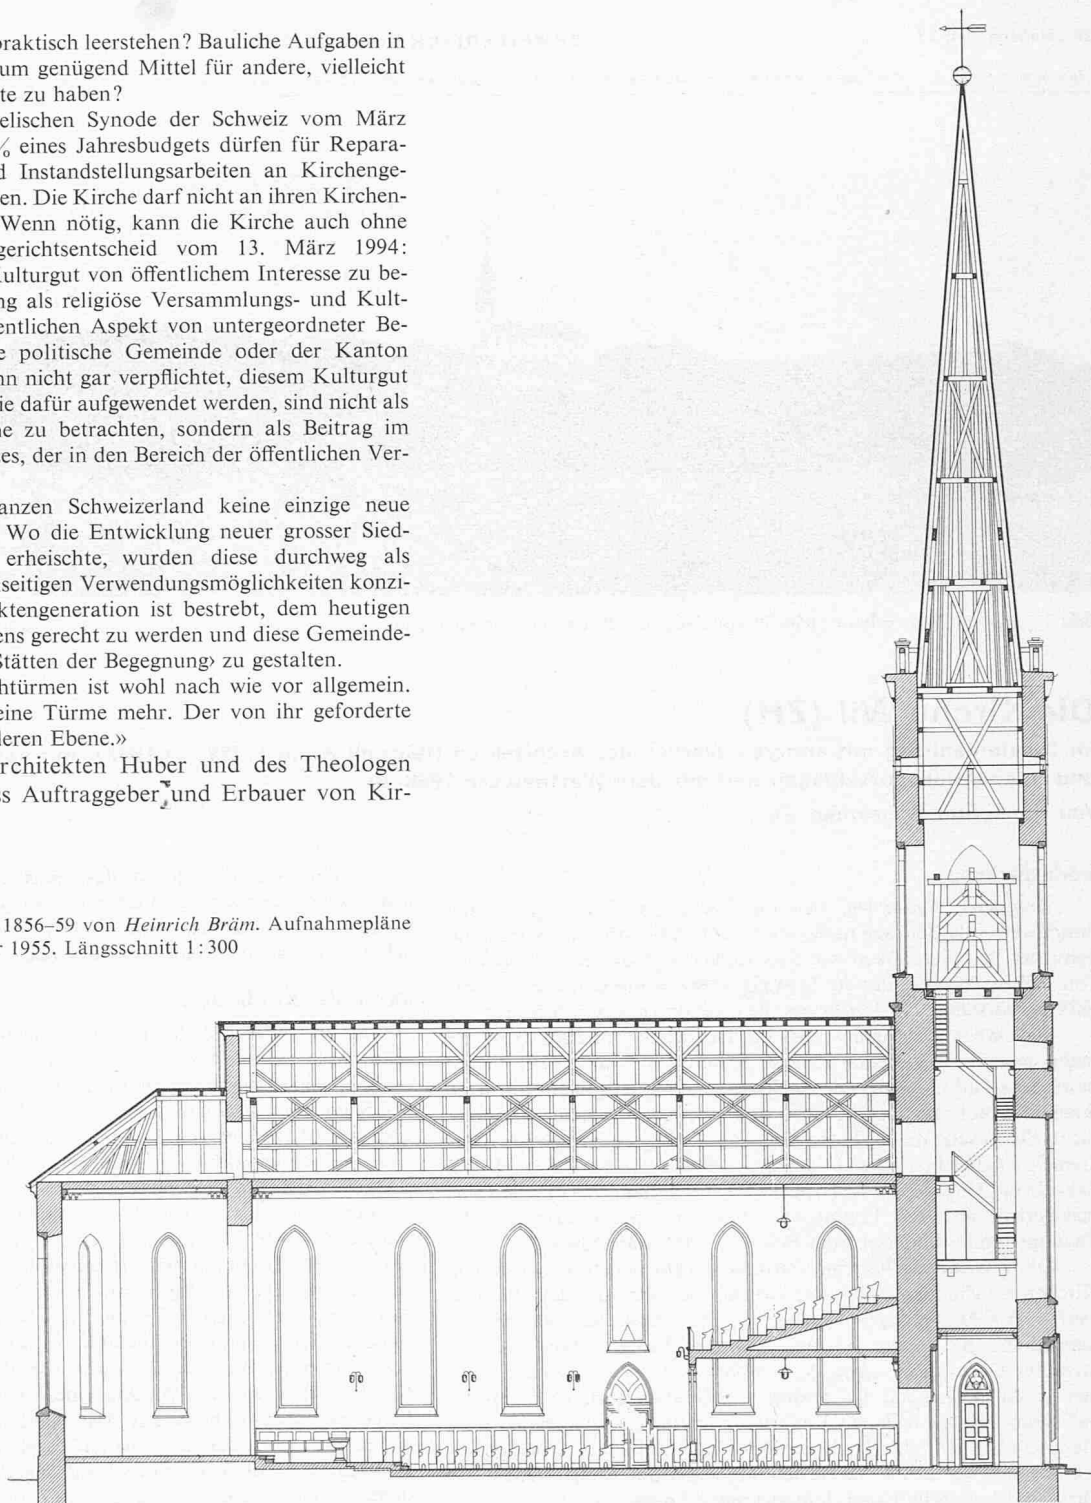 praktisch leerstehen? Bauliche Aufgaben in
um genügend Mittel für andere, vielleicht
te zu haben?
elischen Synode der Schweiz vom März
% eines Jahresbudgets dürfen für Repara-
d Instandstellungsarbeiten an Kirchenge-
en. Die Kirche darf nicht an ihren Kirchen-
Wenn nötig, kann die Kirche auch ohne
gerichtsentscheid vom 13. März 1994:
Kulturgut von öffentlichem Interesse zu be-
ng als religiöse Versammlungs- und Kult-
entlichen Aspekt von untergeordneter Be-
e politische Gemeinde oder der Kanton
nn nicht gar verpflichtet, diesem Kulturgut
ie dafür aufgewendet werden, sind nicht als
he zu betrachten, sondern als Beitrag im
es, der in den Bereich der öffentlichen Ver-
anzen Schweizerland keine einzige neue
Wo die Entwicklung neuer grosser Sied-
erheischte, wurden diese durchweg als
lseitigen Verwendungsmöglichkeiten konzi-
ktengeneration ist bestrebt, dem heutigen
ens gerecht zu werden und diese Gemeinde-
Stätten der Begegnung› zu gestalten.
htürmen ist wohl nach wie vor allgemein.
eine Türme mehr. Der von ihr geforderte
deren Ebene.»
rchitekten Huber und des Theologen
ss Auftraggeber und Erbauer von Kir-
1856–59 von Heinrich Bräm. Aufnahmepläne
r 1955. Längsschnitt 1:300